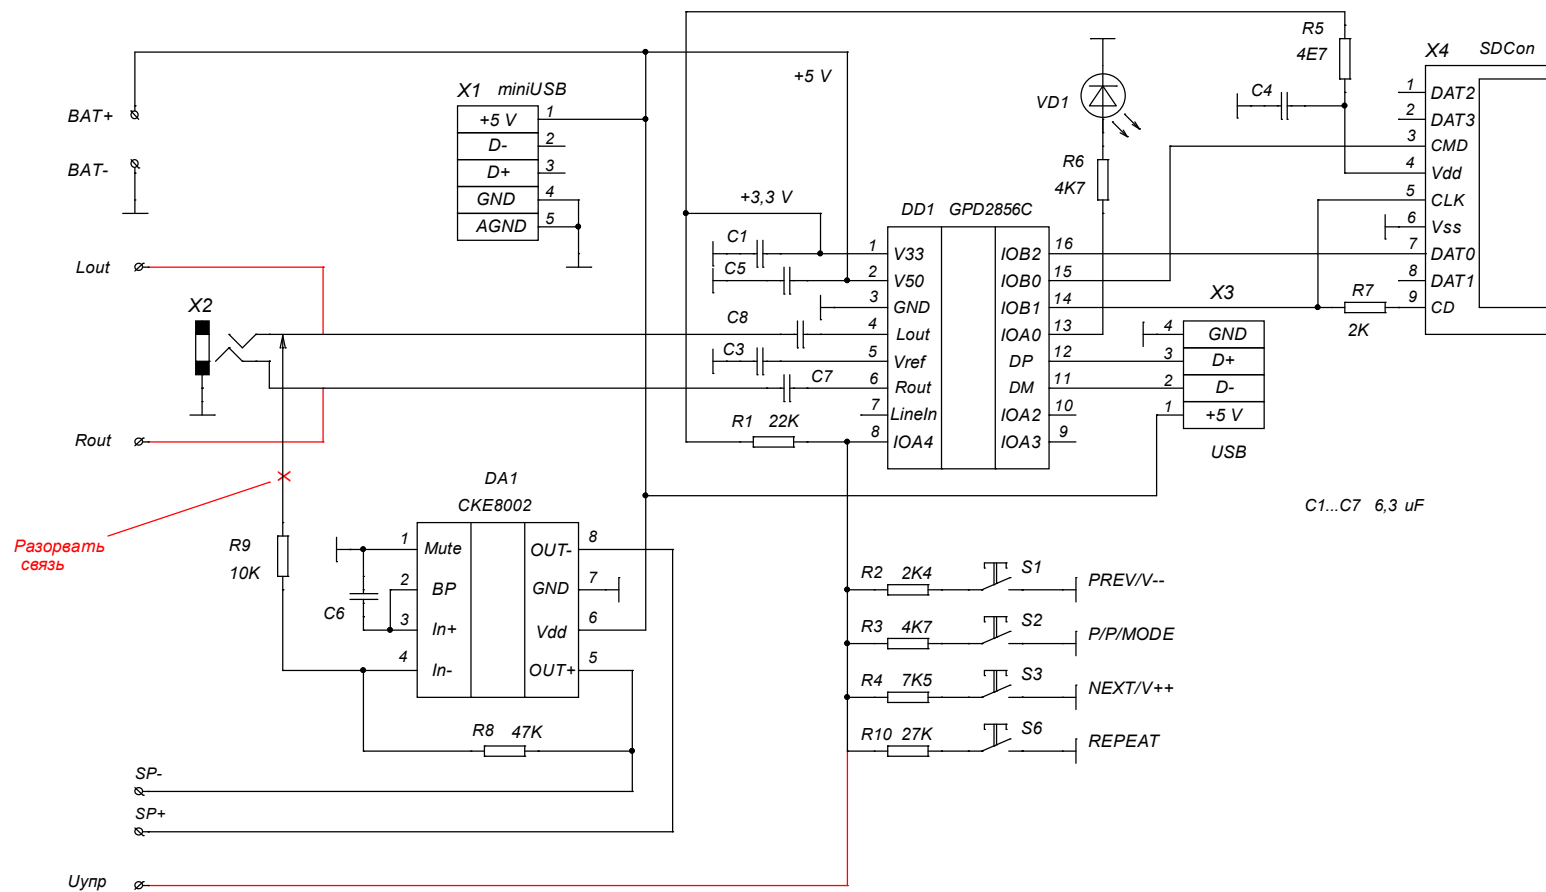 R5
4E7
X4 SDCon
+5 V
VD1
C4
X1 miniUSB
+5 V 1
D- 2
D+ 3
GND 4
AGND 5
BAT+
BAT-
R6
4K7
1 DAT2
2 DAT3
3 CMD
4 Vdd
5 CLK
6 Vss
7 DAT0
8 DAT1
9 CD
+3,3 V
DD1 GPD2856C
C1
C5
1 V33 IOB2 16
2 V50 IOB0 15
3 GND IOB1 14
4 Lout IOA0 13
5 Vref DP 12
6 Rout DM 11
7 LineIn IOA2 10
8 IOA4 IOA3 9
Lout
X2
C8
C3
C7
R1 22K
Rout
X3
R7
2K
4 GND
3 D+
2 D-
1 +5 V
USB
C1...C7 6,3 uF
DA1
CKE8002
Разорвать
связь
R9
10K
C6
1 Mute OUT- 8
2 BP GND 7
3 In+ Vdd 6
4 In- OUT+ 5
R8 47K
R2 2K4 S1 PREV/V--
R3 4K7 S2 P/P/MODE
R4 7K5 S3 NEXT/V++
R10 27K S6 REPEAT
SP-
SP+
Uупр